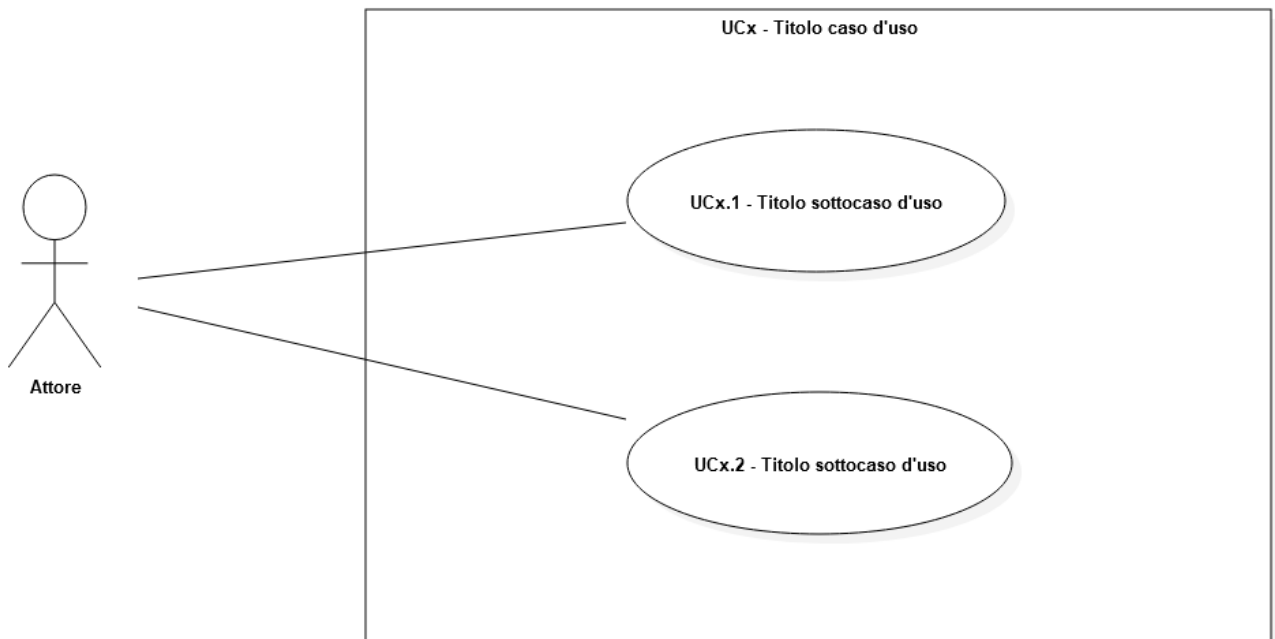 UCx - Titolo caso d'uso
UCx.1 - Titolo sottocaso d'uso
Attore
UCx.2 - Titolo sottocaso d'uso